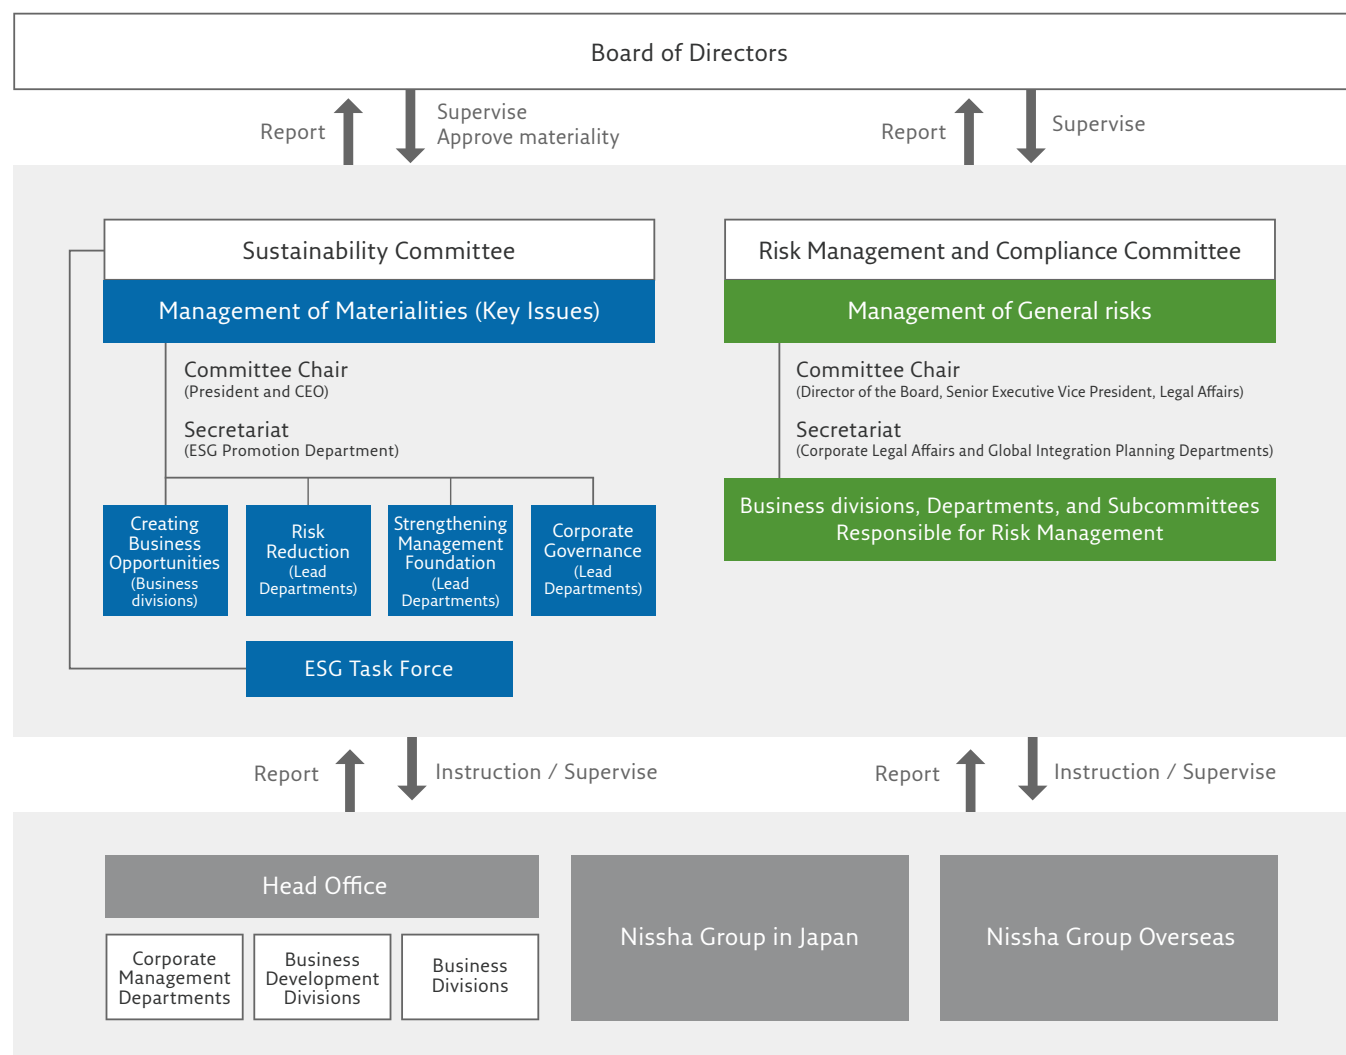 Board of Directors
Report
Supervise
Approve materiality
Report
Supervise
Sustainability Committee
Management of Materialities (Key Issues)
Committee Chair
(President and CEO)
Secretariat
(ESG Promotion Department)
Creating
Business
Opportunities
(Business
divisions)
Risk
Reduction
(Lead
Departments)
Strengthening
Management
Foundation
(Lead
Departments)
Corporate
Governance
(Lead
Departments)
ESG Task Force
Risk Management and Compliance Committee
Management of General risks
Committee Chair
(Director of the Board, Senior Executive Vice President, Legal Affairs)
Secretariat
(Corporate Legal Affairs and Global Integration Planning Departments)
Business divisions, Departments, and Subcommittees
Responsible for Risk Management
Report
Instruction / Supervise
Report
Instruction / Supervise
Head Office
Corporate
Management
Departments
Business
Development
Divisions
Business
Divisions
Nissha Group in Japan
Nissha Group Overseas